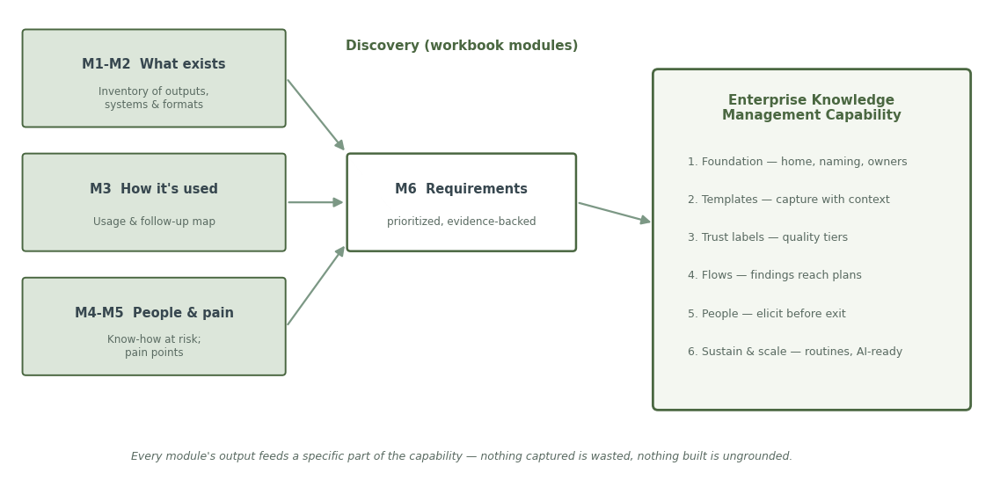 Discovery (workbook modules)
M1-M2  What exists
Inventory of outputs,
systems & formats
M3  How it's used
Usage & follow-up map
M4-M5  People & pain
Know-how at risk;
pain points
M6  Requirements
prioritized, evidence-backed
Enterprise Knowledge
Management Capability
1. Foundation — home, naming, owners
2. Templates — capture with context
3. Trust labels — quality tiers
4. Flows — findings reach plans
5. People — elicit before exit
6. Sustain & scale — routines, AI-ready
Every module's output feeds a specific part of the capability — nothing captured is wasted, nothing built is ungrounded.